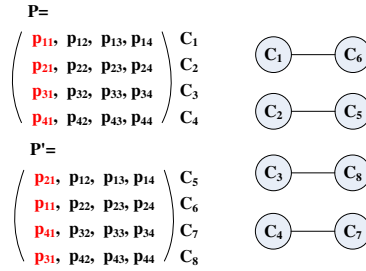 P=
p11, p12, p13, p14 C1 C1 C6
p21, p22, p23, p24 C2
p31, p32, p33, p34 C3 C2 C5
p41, p42, p43, p44 C4
P'=
p21, p12, p13, p14 C5 C3 C8
p11, p22, p23, p24 C6
p41, p32, p33, p34 C7 C4 C7
p31, p42, p43, p44 C8